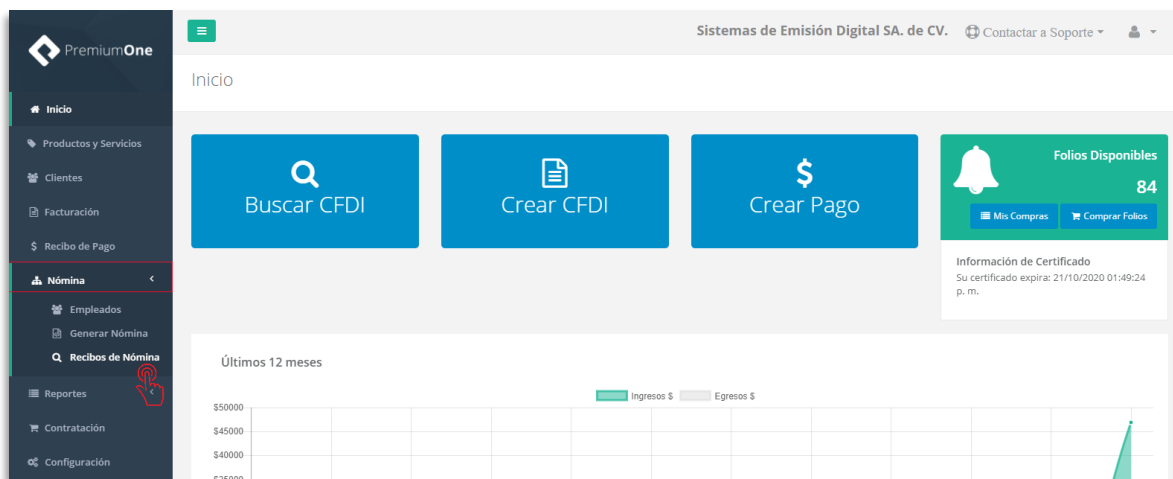 PremiumOne
Sistemas de Emisión Digital SA. de CV.
Contactar a Soporte
Inicio
Inicio
Productos y Servicios
Clientes
Facturación
Recibo de Pago
Nómina
Empleados
Generar Nómina
Recibos de Nómina
Reportes
Contratación
Configuración
Buscar CFDI
Crear CFDI
Crear Pago
Folios Disponibles
84
Mis Compras
Comprar Folios
Información de Certificado
Su certificado expira: 21/10/2020 01:49:24
p. m.
Últimos 12 meses
Ingresos $
Egresos $
$50000
$45000
$40000
$35000